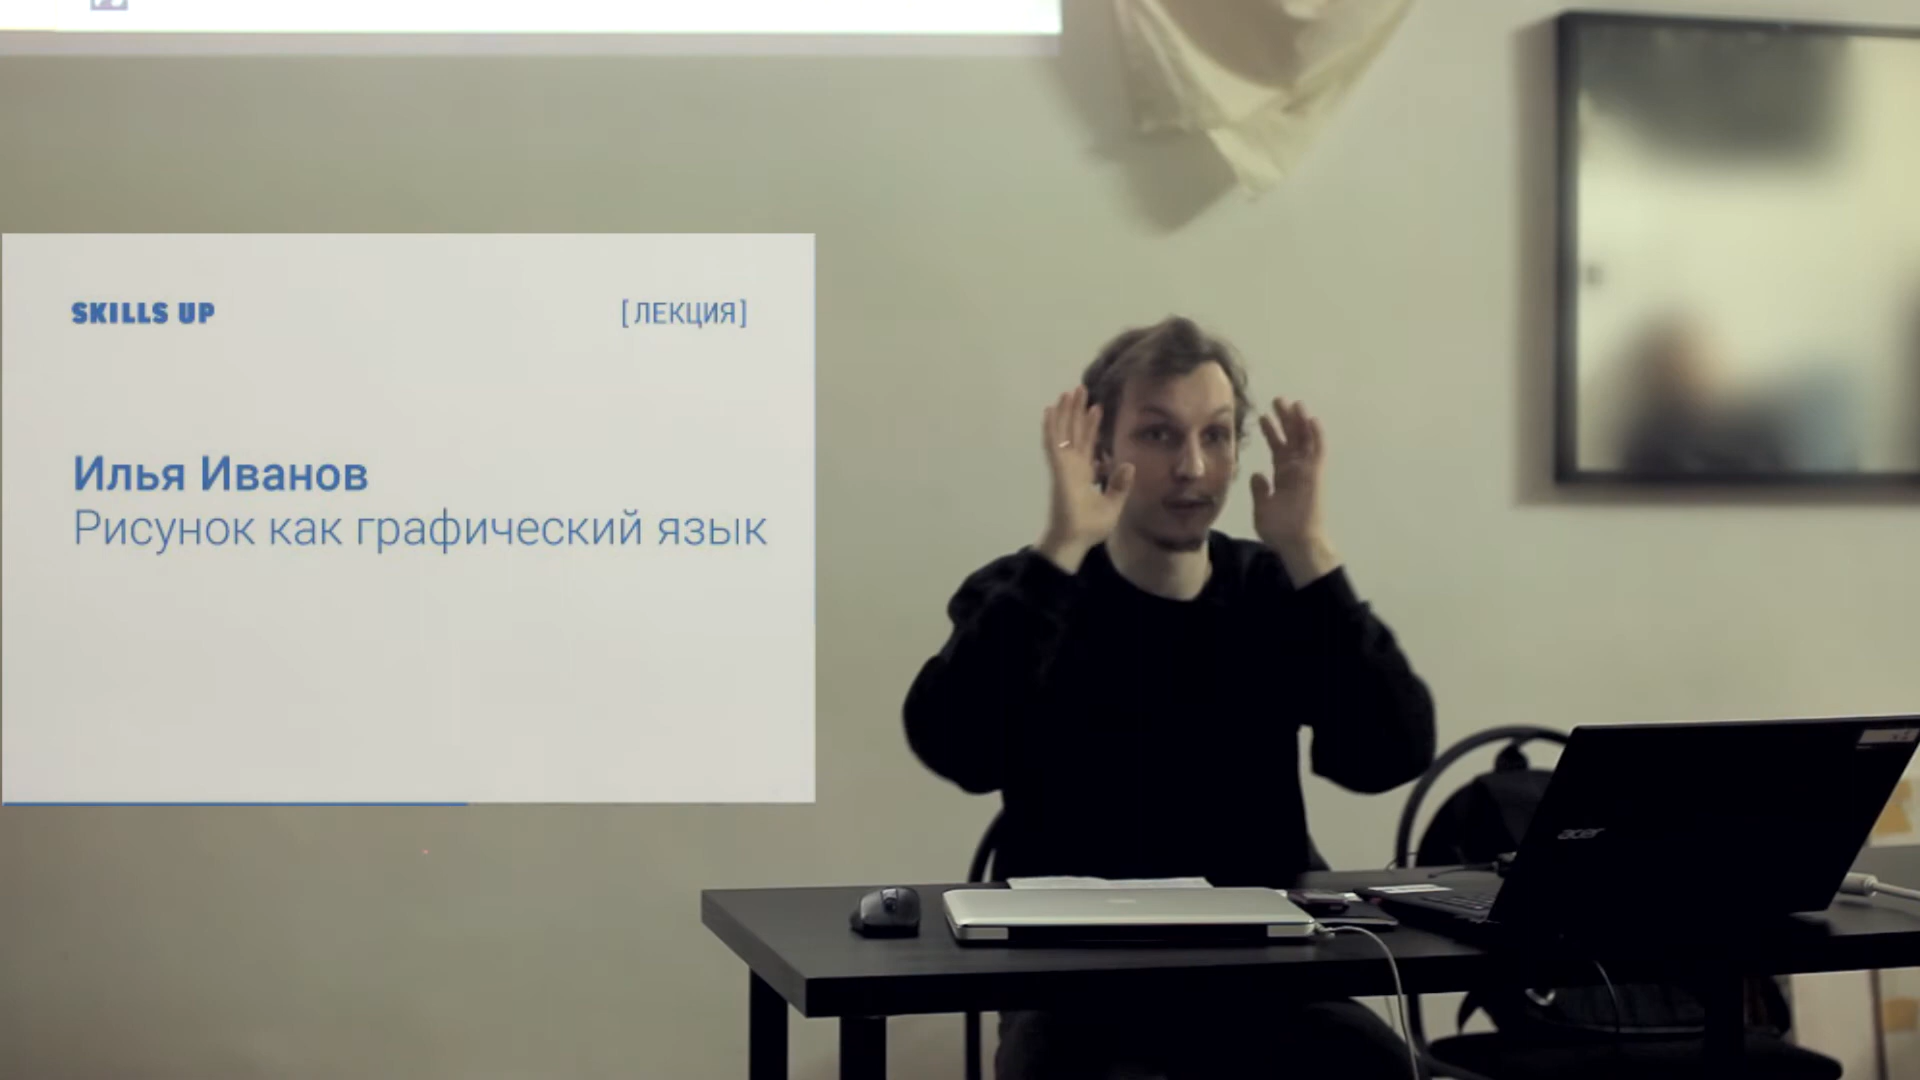 SKILLS UP
[ЛЕКЦИЯ]
Илья Иванов
Рисунок как графический язык
acer